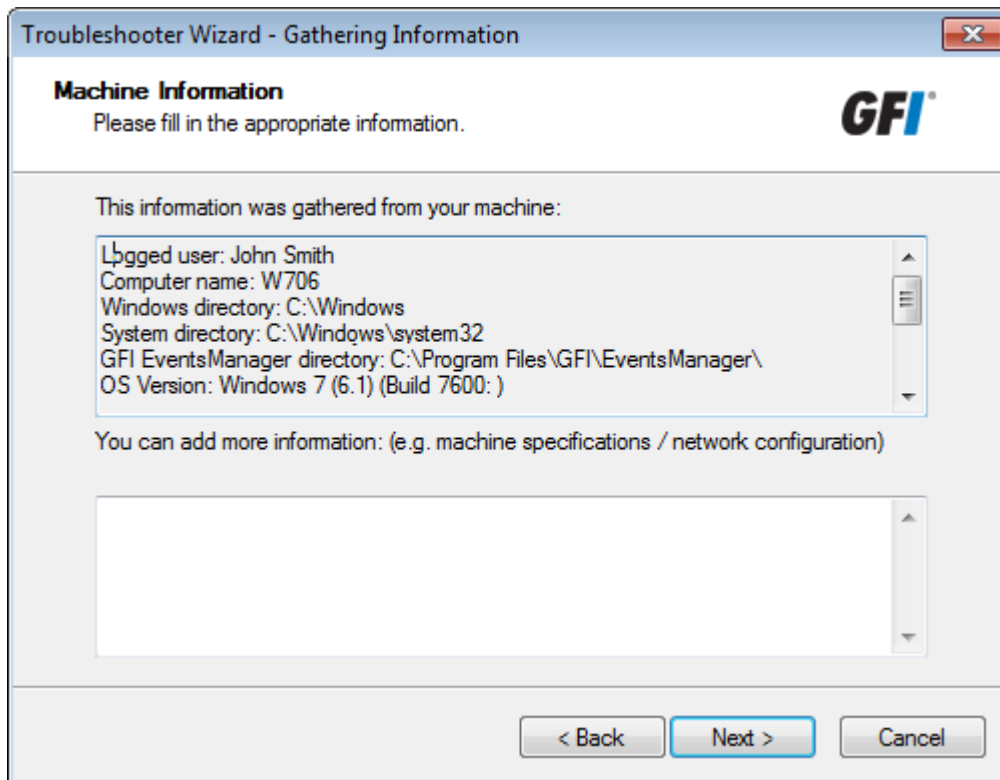 Troubleshooter Wizard - Gathering Information
Machine Information
Please fill in the appropriate information.
GFI®
This information was gathered from your machine:
Logged user: John Smith
Computer name: W706
Windows directory: C:\Windows
System directory: C:\Windows\system32
GFI EventsManager directory: C:\Program Files\GFI\EventsManager\
OS Version: Windows 7 (6.1) (Build 7600: )
You can add more information: (e.g. machine specifications / network configuration)
< Back
Next >
Cancel